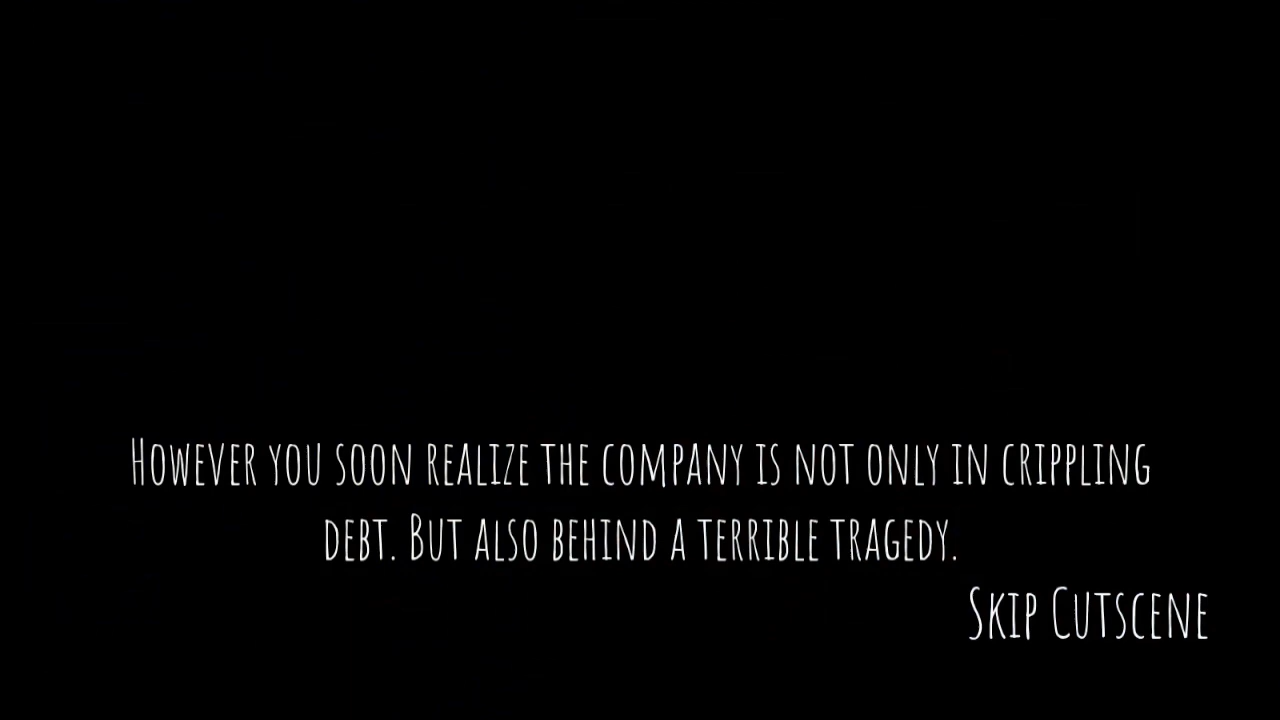 However you soon realize the company is not only in crippling
debt. But also behind a terrible tragedy.
Skip Cutscene